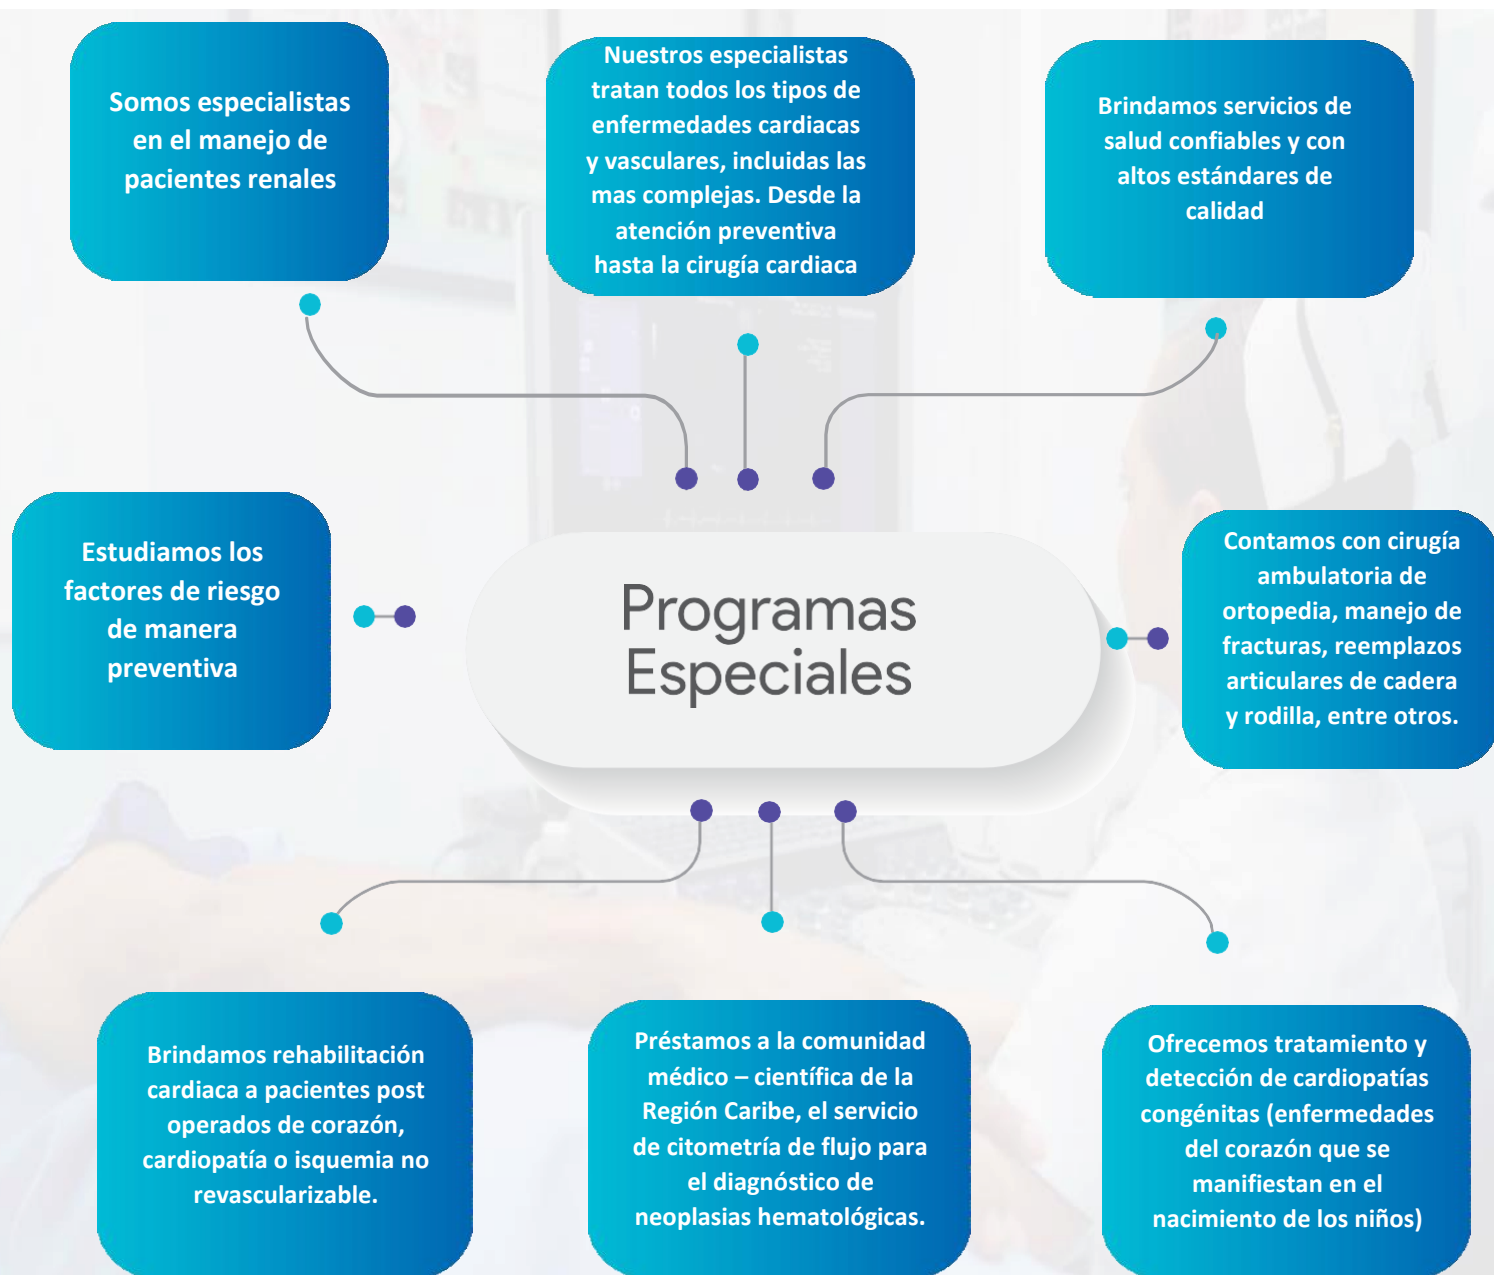 Somos especialistas
en el manejo de
pacientes renales
Nuestros especialistas
tratan todos los tipos de
enfermedades cardiacas
y vasculares, incluidas las
mas complejas. Desde la
atención preventiva
hasta la cirugía cardiaca
Brindamos servicios de
salud confiables y con
altos estándares de
calidad
Estudiamos los
factores de riesgo
de manera
preventiva
Programas
Especiales
Contamos con cirugía
ambulatoria de
ortopedia, manejo de
fracturas, reemplazos
articulares de cadera
y rodilla, entre otros.
Brindamos rehabilitación
cardiaca a pacientes post
operados de corazón,
cardiopatía o isquemia no
revascularizable.
Préstamos a la comunidad
médico – científica de la
Región Caribe, el servicio
de citometría de flujo para
el diagnóstico de
neoplasias hematológicas.
Ofrecemos tratamiento y
detección de cardiopatías
congénitas (enfermedades
del corazón que se
manifiestan en el
nacimiento de los niños)